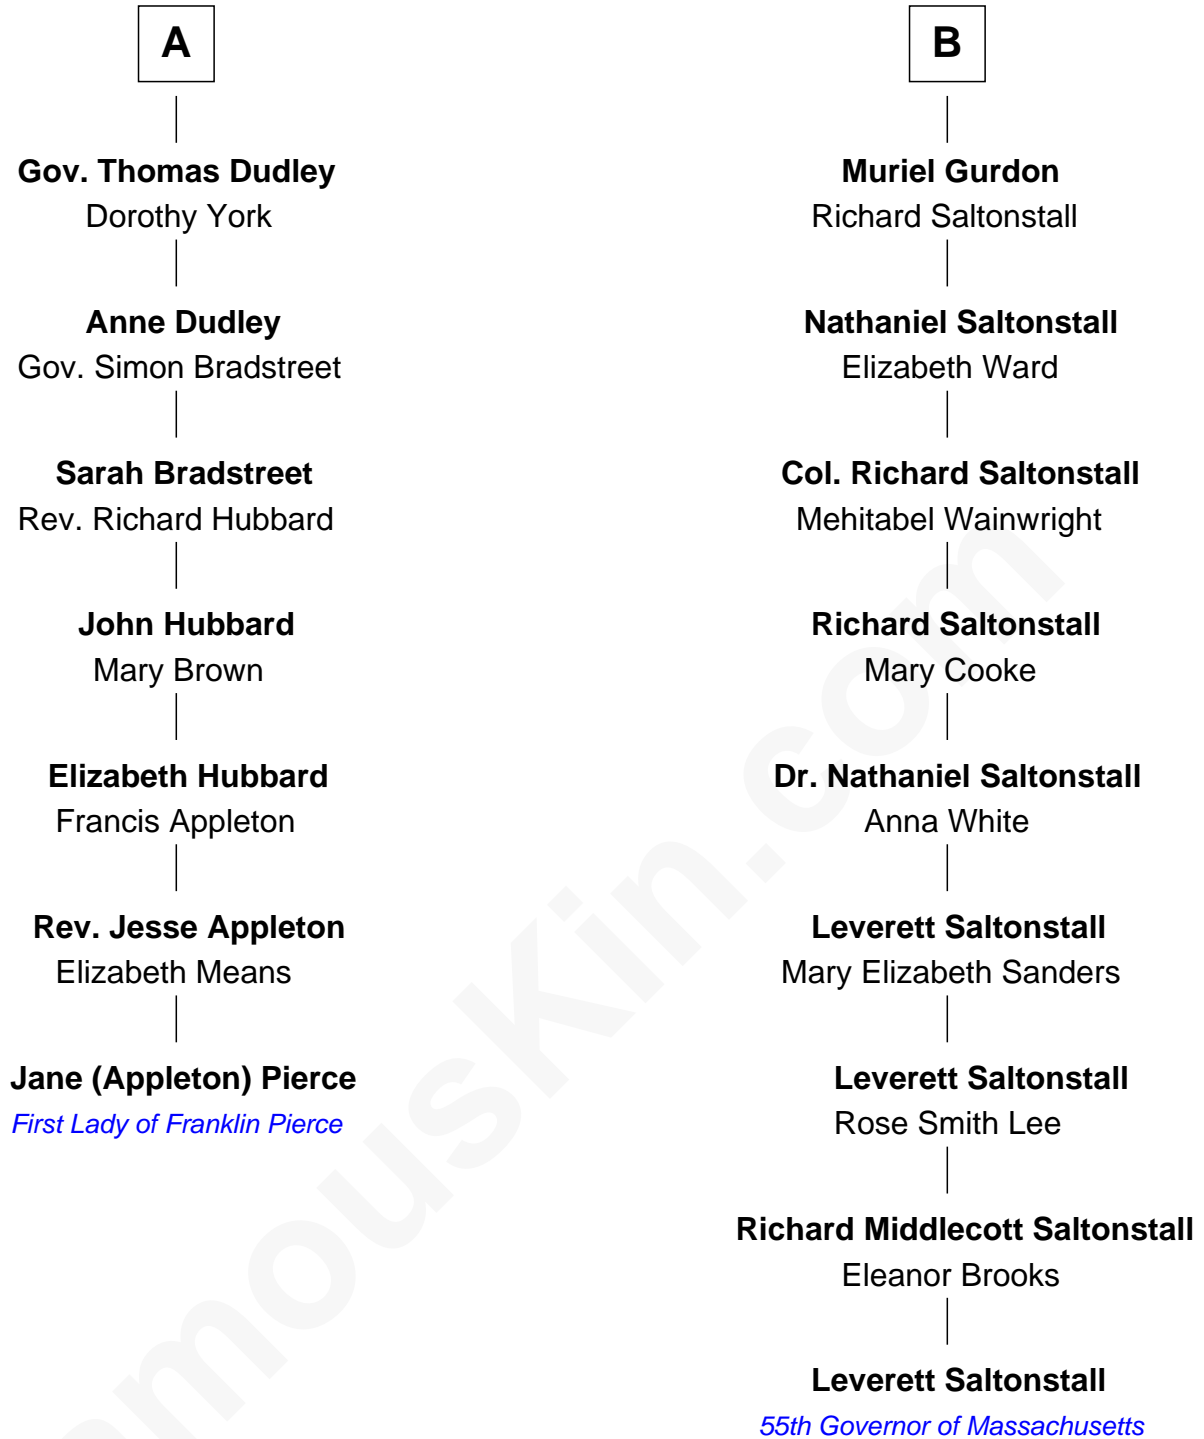 A
Gov. Thomas Dudley
Dorothy York
Anne Dudley
Gov. Simon Bradstreet
Sarah Bradstreet
Rev. Richard Hubbard
John Hubbard
Mary Brown
Elizabeth Hubbard
Francis Appleton
Rev. Jesse Appleton
Elizabeth Means
Jane (Appleton) Pierce
First Lady of Franklin Pierce
B
Muriel Gurdon
Richard Saltonstall
Nathaniel Saltonstall
Elizabeth Ward
Col. Richard Saltonstall
Mehitabel Wainwright
Richard Saltonstall
Mary Cooke
Dr. Nathaniel Saltonstall
Anna White
Leverett Saltonstall
Mary Elizabeth Sanders
Leverett Saltonstall
Rose Smith Lee
Richard Middlecott Saltonstall
Eleanor Brooks
Leverett Saltonstall
55th Governor of Massachusetts
amousKin.com